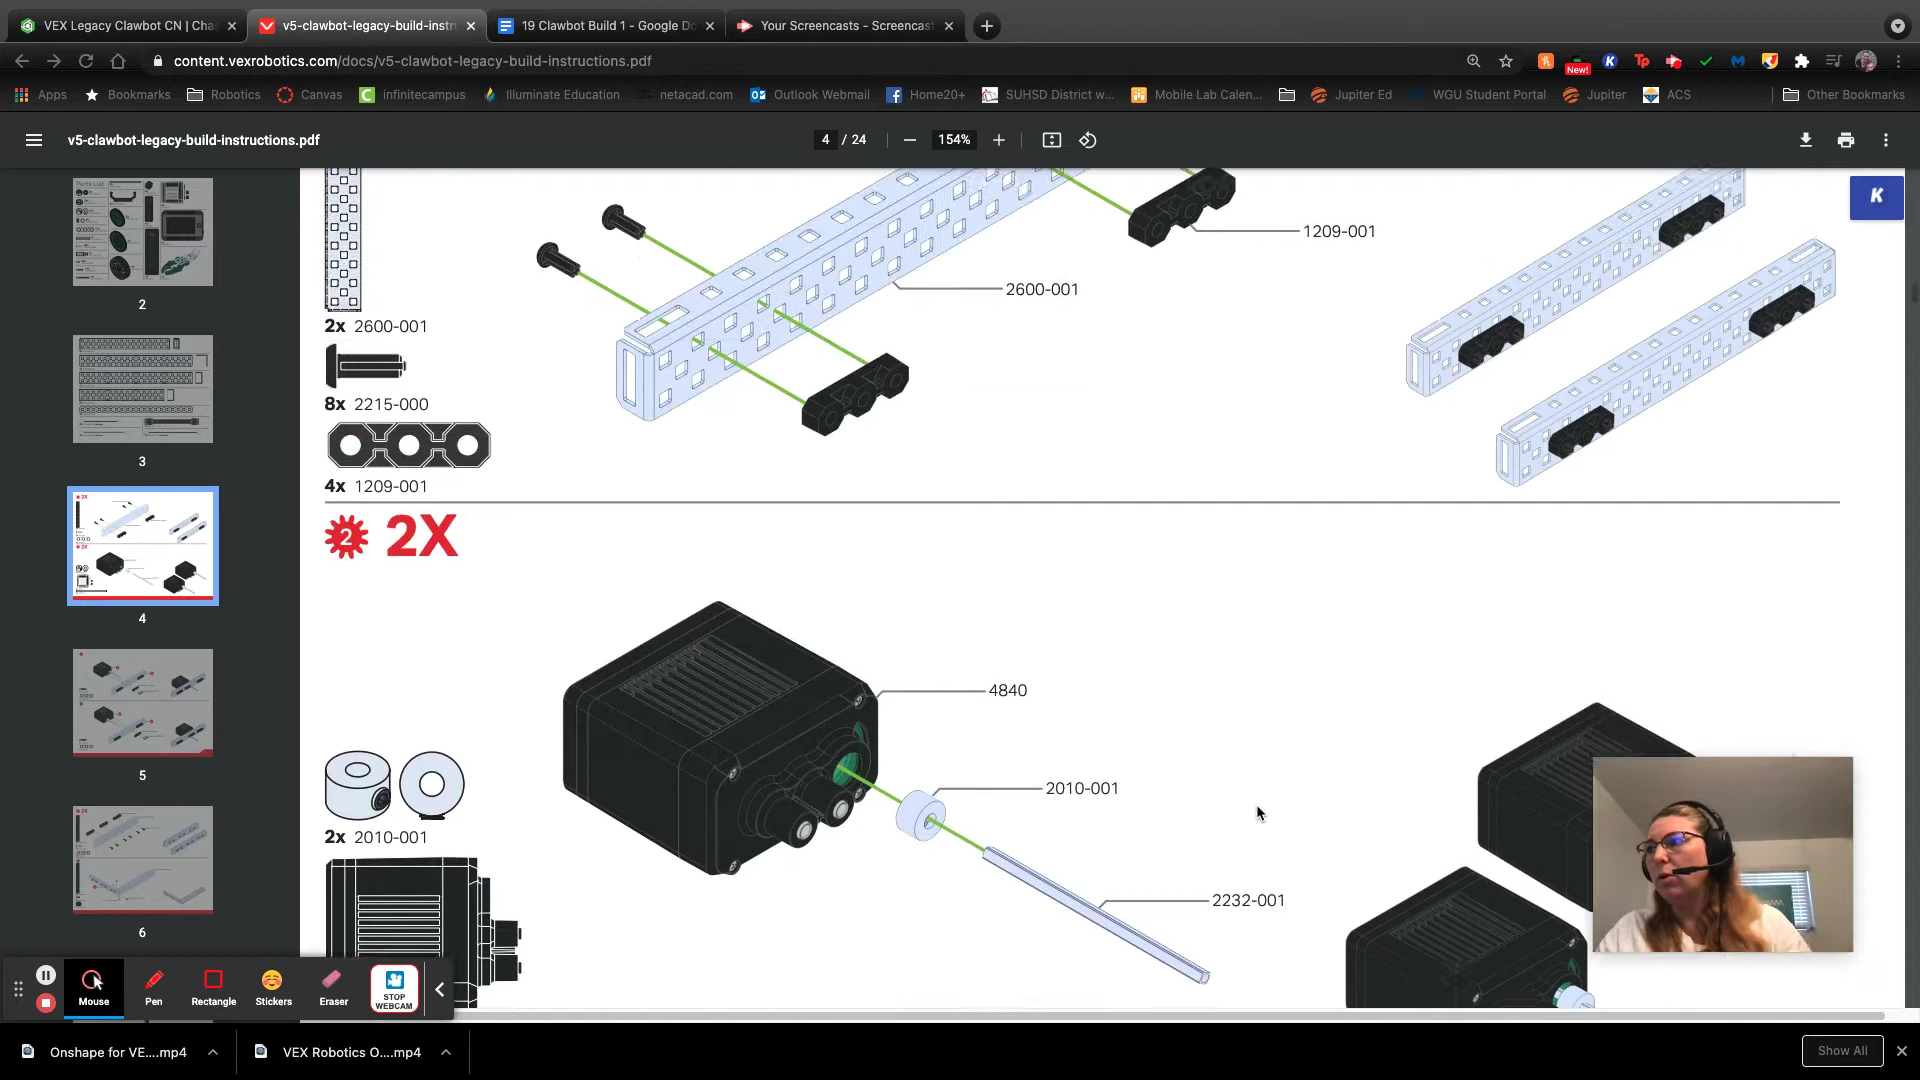 VEX Legacy Clawbot CN | Chas
v5-clawbot-legacy-build-instru
19 Clawbot Build 1 - Google Do
Your Screencasts - Screencast
content.vexrobotics.com/docs/v5-clawbot-legacy-build-instructions.pdf
New!
Apps
Bookmarks
Robotics
Canvas
infinitecampus
Illuminate Education
netacad.com
Outlook Webmail
Home20+
SUHSD District w...
Mobile Lab Calen...
Jupiter Ed
WGU Student Portal
Jupiter
ACS
Other Bookmarks
v5-clawbot-legacy-build-instructions.pdf
4 / 24
154%
K
Parts List
2
3
4
5
6
1209-001
2600-001
2x 2600-001
8x 2215-000
4x 1209-001
2 2X
4840
2010-001
2x 2010-001
2232-001
Mouse
Pen
Rectangle
Stickers
Eraser
STOP
WEBCAM
Onshape for VE....mp4
VEX Robotics O....mp4
Show All